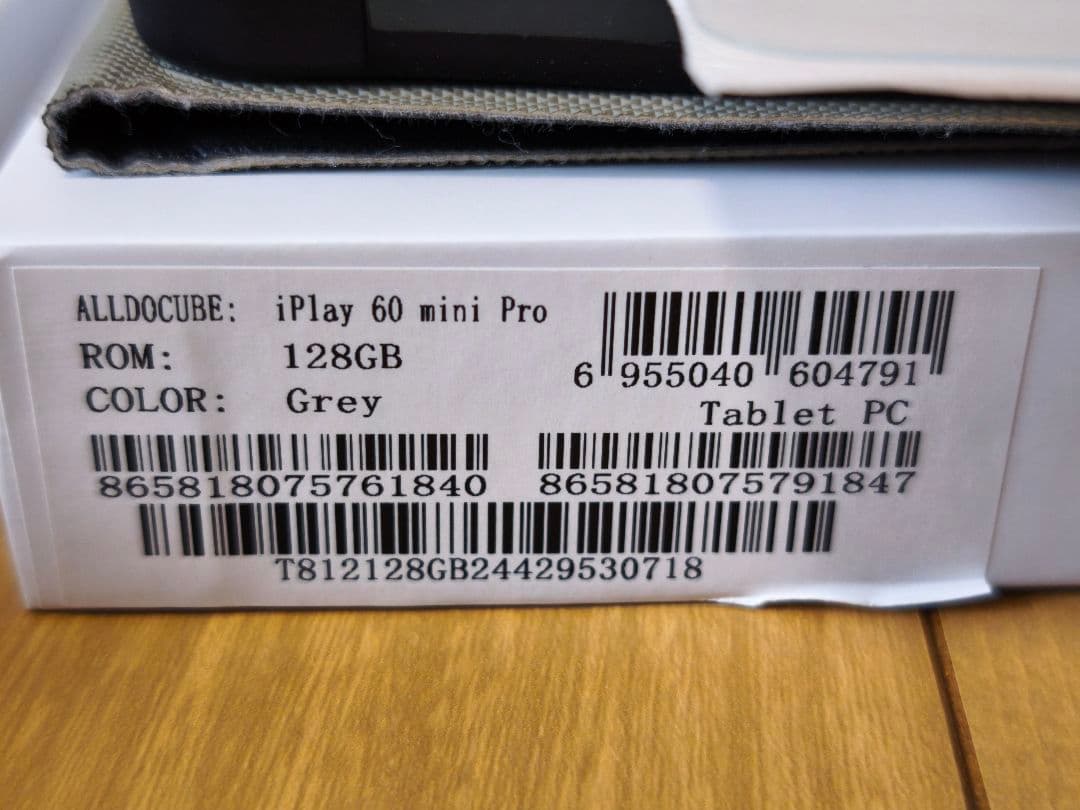 ALLDOCUBE: iPlay 60 mini Pro
ROM: 128GB
COLOR: Grey
6 955040 604791
Tablet PC
865818075761840
865818075791847
T812128GB24429530718